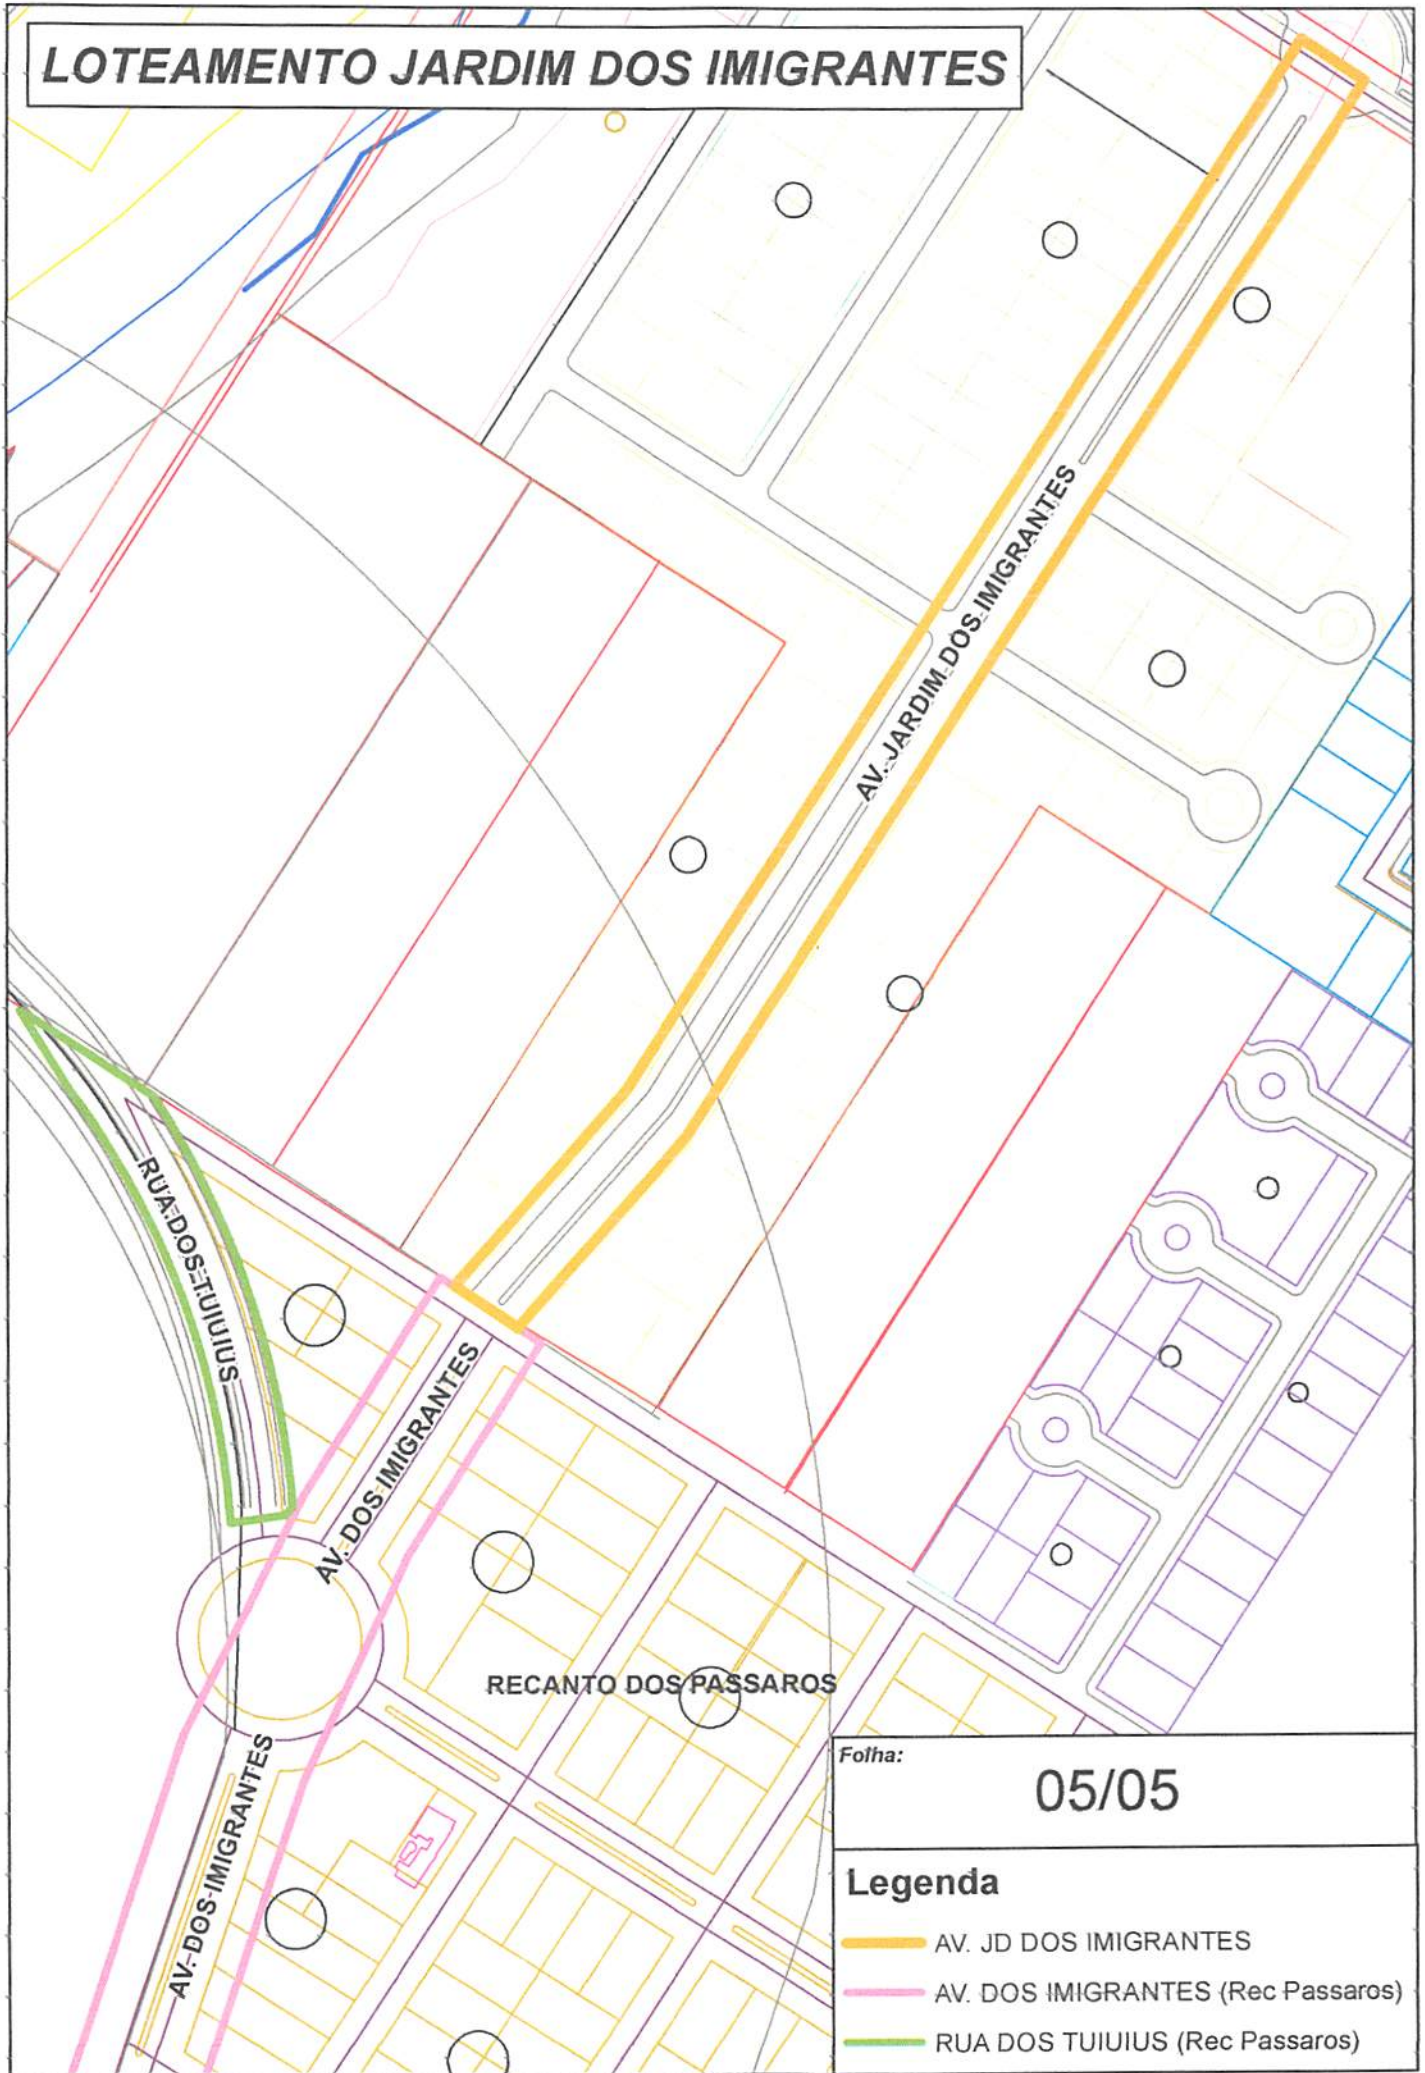 LOTEAMENTO JARDIM DOS IMIGRANTES
AV. JARDIM DOS IMIGRANTES
RUA DOS TUIUIUS
AV. DOS IMIGRANTES
RECANTO DOS PASSAROS
AV. DOS IMIGRANTES
Folha:
05/05
Legenda
AV. JD DOS IMIGRANTES
AV. DOS IMIGRANTES (Rec Passaros)
RUA DOS TUIUIUS (Rec Passaros)